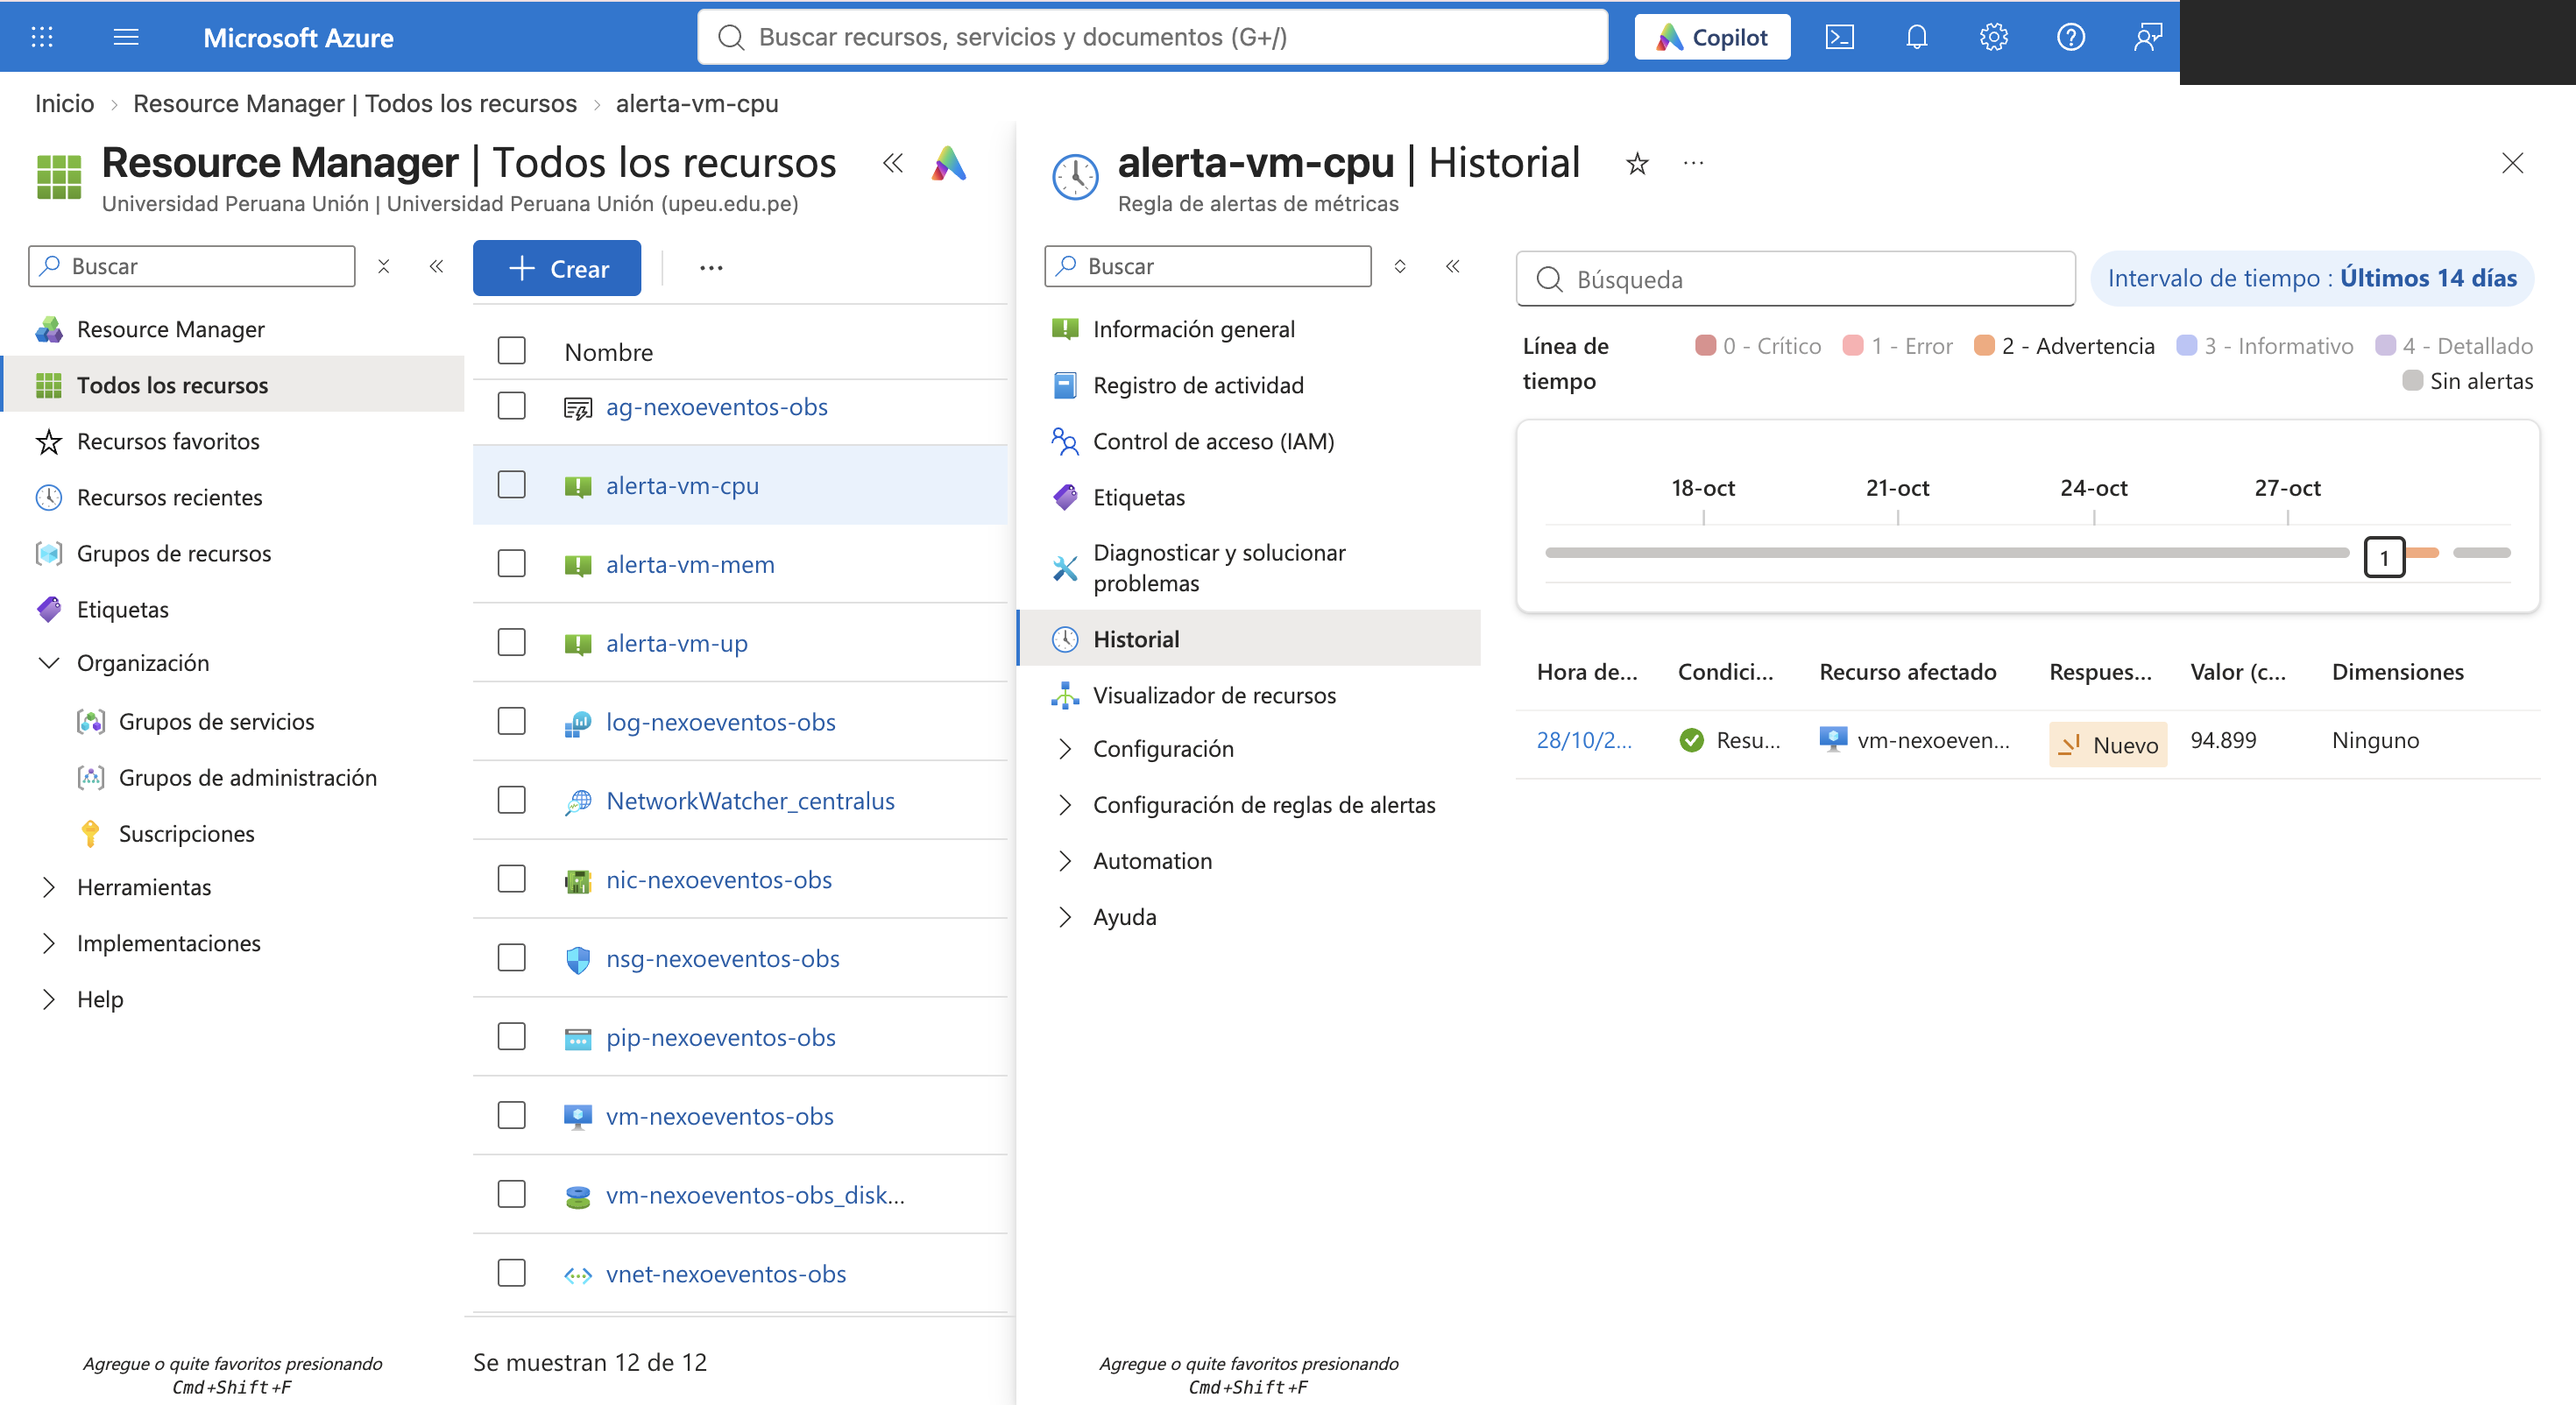 Microsoft Azure
Buscar recursos, servicios y documentos (G+/)
Copilot
Inicio > Resource Manager | Todos los recursos > alerta-vm-cpu
Resource Manager | Todos los recursos
Universidad Peruana Unión | Universidad Peruana Unión (upeu.edu.pe)
Buscar
Resource Manager
Todos los recursos
Recursos favoritos
Recursos recientes
Grupos de recursos
Etiquetas
Organización
Grupos de servicios
Grupos de administración
Suscripciones
Herramientas
Implementaciones
Help
Agregue o quite favoritos presionando
Cmd+Shift+F
Crear
Nombre
ag-nexoeventos-obs
alerta-vm-cpu
alerta-vm-mem
alerta-vm-up
log-nexoeventos-obs
NetworkWatcher_centralus
nic-nexoeventos-obs
nsg-nexoeventos-obs
pip-nexoeventos-obs
vm-nexoeventos-obs
vm-nexoeventos-obs_disk...
vnet-nexoeventos-obs
Se muestran 12 de 12
alerta-vm-cpu | Historial
Regla de alertas de métricas
Buscar
Información general
Registro de actividad
Control de acceso (IAM)
Etiquetas
Diagnosticar y solucionar
problemas
Historial
Visualizador de recursos
Configuración
Configuración de reglas de alertas
Automation
Ayuda
Agregue o quite favoritos presionando
Cmd+Shift+F
Búsqueda
Intervalo de tiempo : Últimos 14 días
Línea de
tiempo
0 - Crítico 1 - Error 2 - Advertencia 3 - Informativo 4 - Detallado
Sin alertas
18-oct 21-oct 24-oct 27-oct
1
Hora de... Condici... Recurso afectado Respues... Valor (c... Dimensiones
28/10/2... Resu... vm-nexoeven... Nuevo 94.899 Ninguno